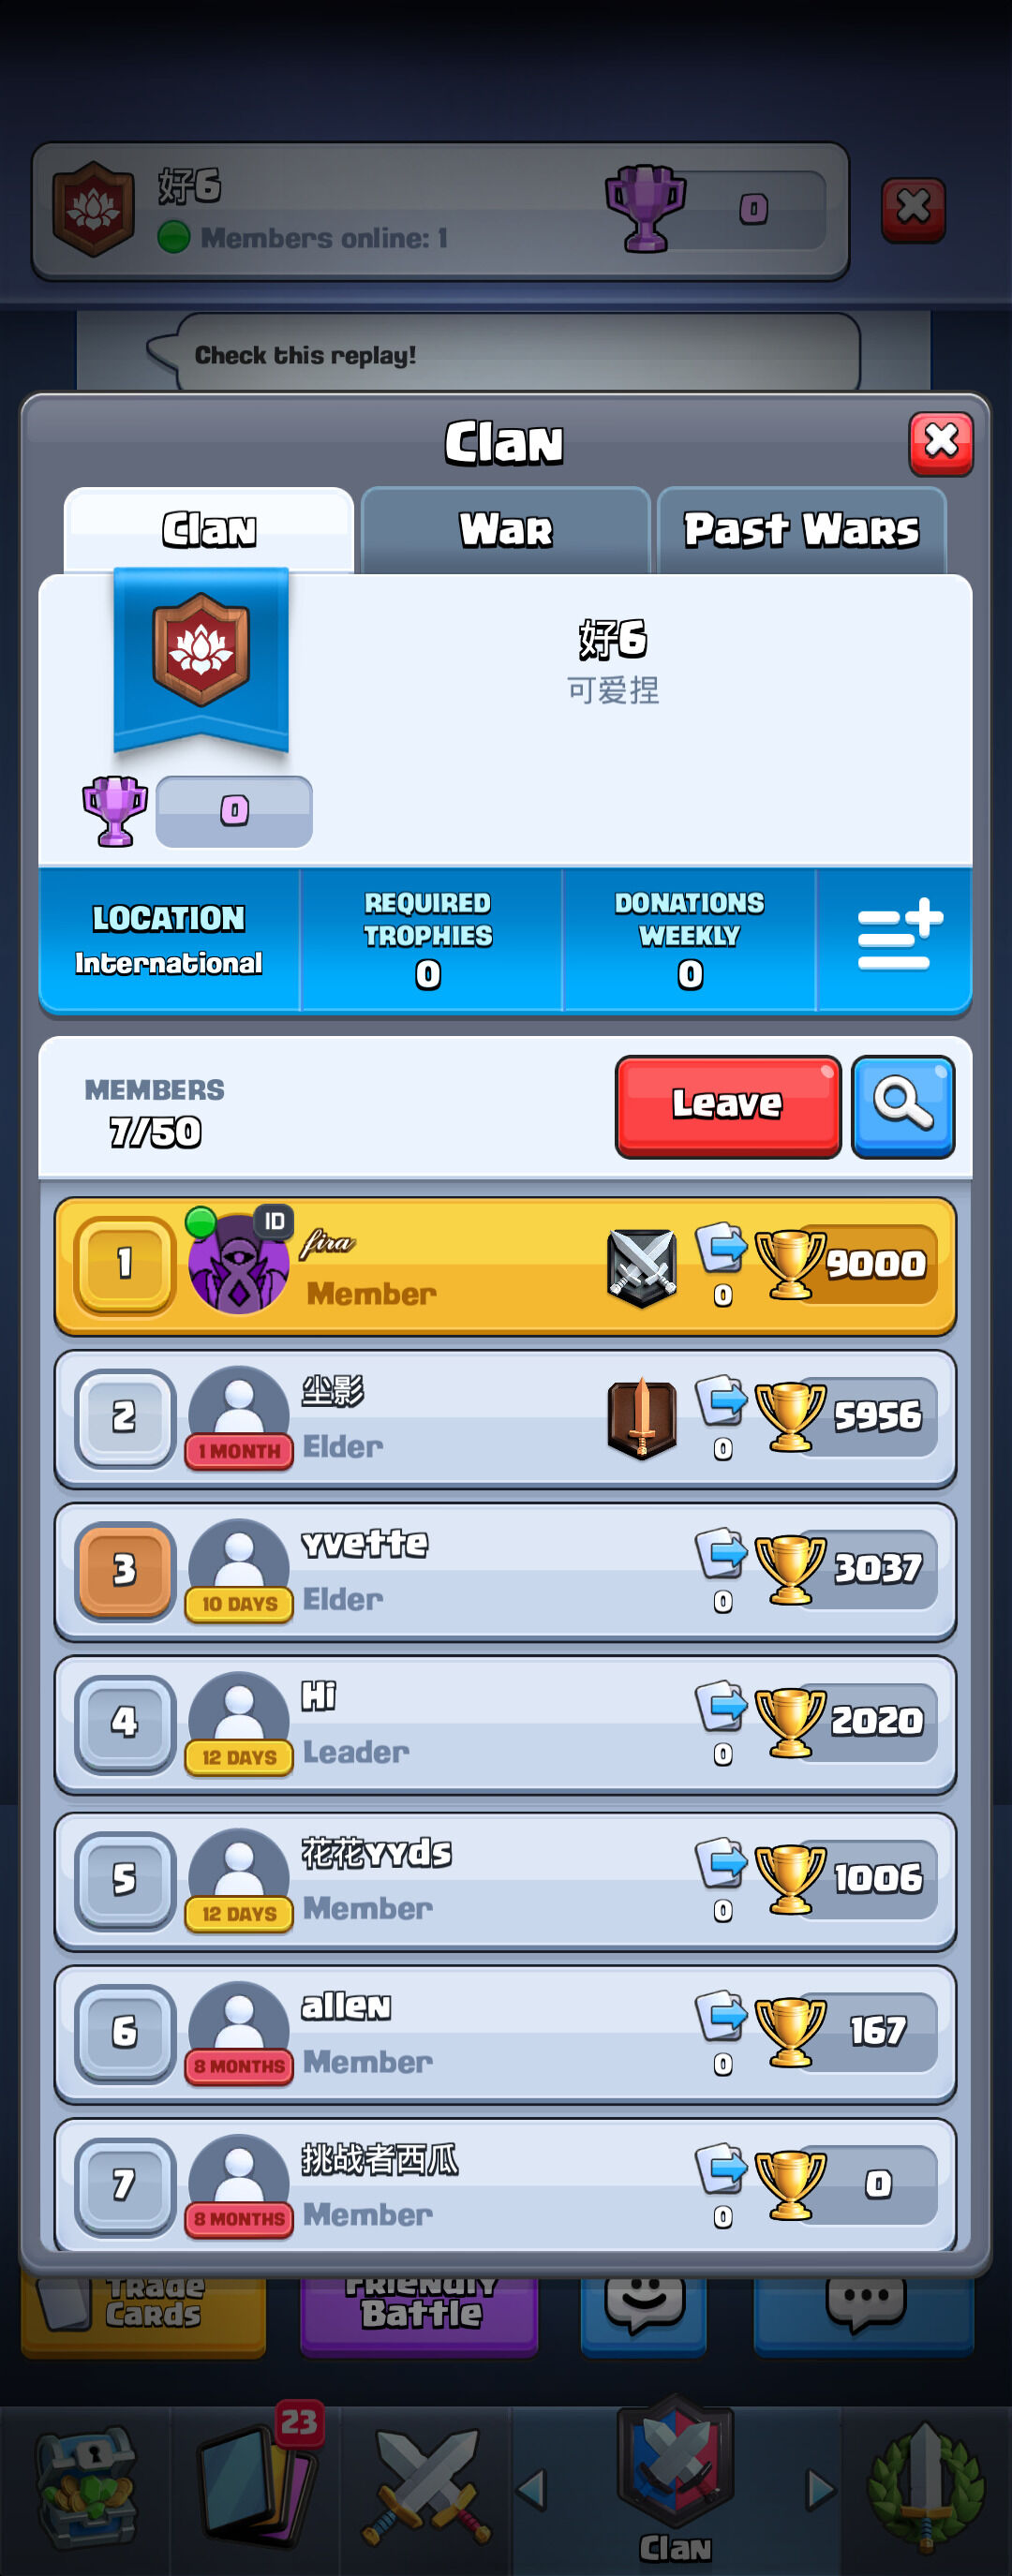 好6
Members online: 1
0
Check this replay!
Clan
Clan
War
Past Wars
好6
可爱捏
0
LOCATION
International
REQUIRED
TROPHIES
0
DONATIONS
WEEKLY
0
MEMBERS
7/50
Leave
1
ID
fira
Member
0
9000
2
1 MONTH
尘影
Elder
0
5956
3
10 DAYS
yvette
Elder
0
3037
4
12 DAYS
Hi
Leader
0
2020
5
12 DAYS
花花yyds
Member
0
1006
6
8 MONTHS
allen
Member
0
167
7
8 MONTHS
挑战者西瓜
Member
0
0
Trade
Cards
Friendly
Battle
23
Clan